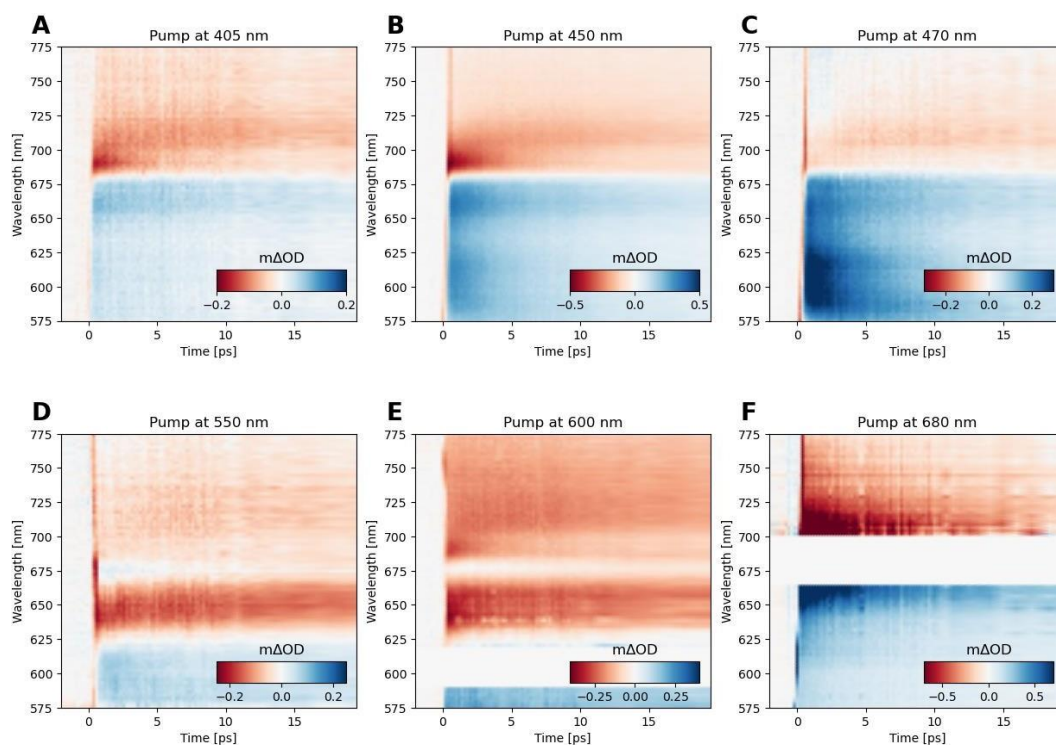 A
Pump at 405 nm
775
750
725
700
675
650
625
600
575
Wavelength [nm]
mΔOD
−0.2 0.0 0.2
0 5 10 15
Time [ps]
B
Pump at 450 nm
775
750
725
700
675
650
625
600
575
Wavelength [nm]
mΔOD
−0.5 0.0 0.5
0 5 10 15
Time [ps]
C
Pump at 470 nm
775
750
725
700
675
650
625
600
575
Wavelength [nm]
mΔOD
−0.2 0.0 0.2
0 5 10 15
Time [ps]
D
Pump at 550 nm
775
750
725
700
675
650
625
600
575
Wavelength [nm]
mΔOD
−0.2 0.0 0.2
0 5 10 15
Time [ps]
E
Pump at 600 nm
775
750
725
700
675
650
625
600
575
Wavelength [nm]
mΔOD
−0.25 0.00 0.25
0 5 10 15
Time [ps]
F
Pump at 680 nm
775
750
725
700
675
650
625
600
575
Wavelength [nm]
mΔOD
−0.5 0.0 0.5
0 5 10 15
Time [ps]